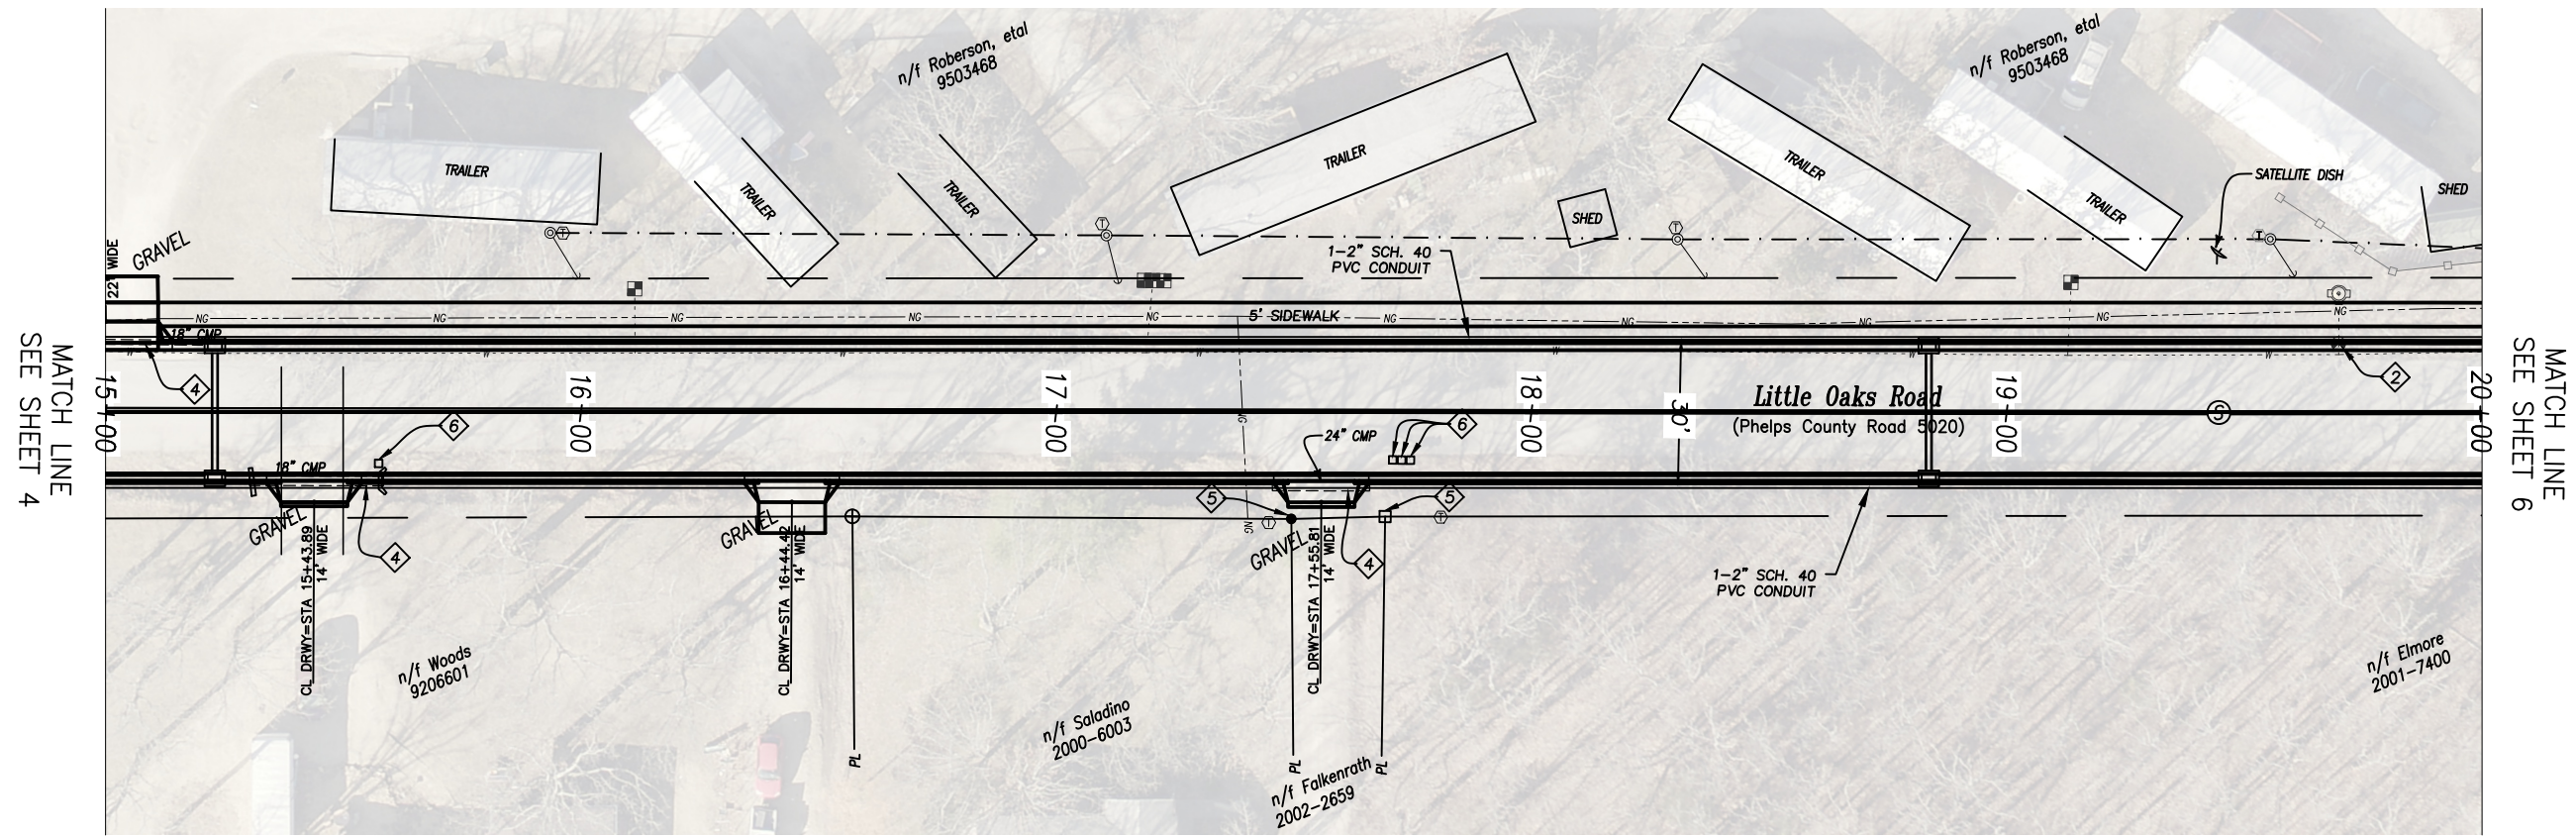 n/f Roberson, etal
9503468
n/f Roberson, etal
9503468
TRAILER
TRAILER
TRAILER
TRAILER
TRAILER
TRAILER
SHED
SHED
SATELLITE DISH
T
T
T
T
22' WIDE
GRAVEL
1-2" SCH. 40
PVC CONDUIT
NG
NG
NG
NG
NG
5' SIDEWALK
NG
NG
NG
NG
NG
18" CMP
W
W
W
W
W
W
W
4
2
MATCH LINE
SEE SHEET 4
15+00
16+00
17+00
18+00
19+00
20+00
MATCH LINE
SEE SHEET 6
30'
Little Oaks Road
(Phelps County Road 5020)
S
6
6
NG
24" CMP
18" CMP
GRAVEL
4
CL DRWY=STA 15+43.89
14' WIDE
GRAVEL
CL DRWY=STA 16+44.42
14' WIDE
5
NG
T
GRAVEL
CL DRWY=STA 17+55.81
14' WIDE
4
5
T
1-2" SCH. 40
PVC CONDUIT
n/f Woods
9206601
PL
n/f Saladino
2000-6003
PL
PL
n/f Falkenrath
2002-2659
n/f Elmore
2001-7400